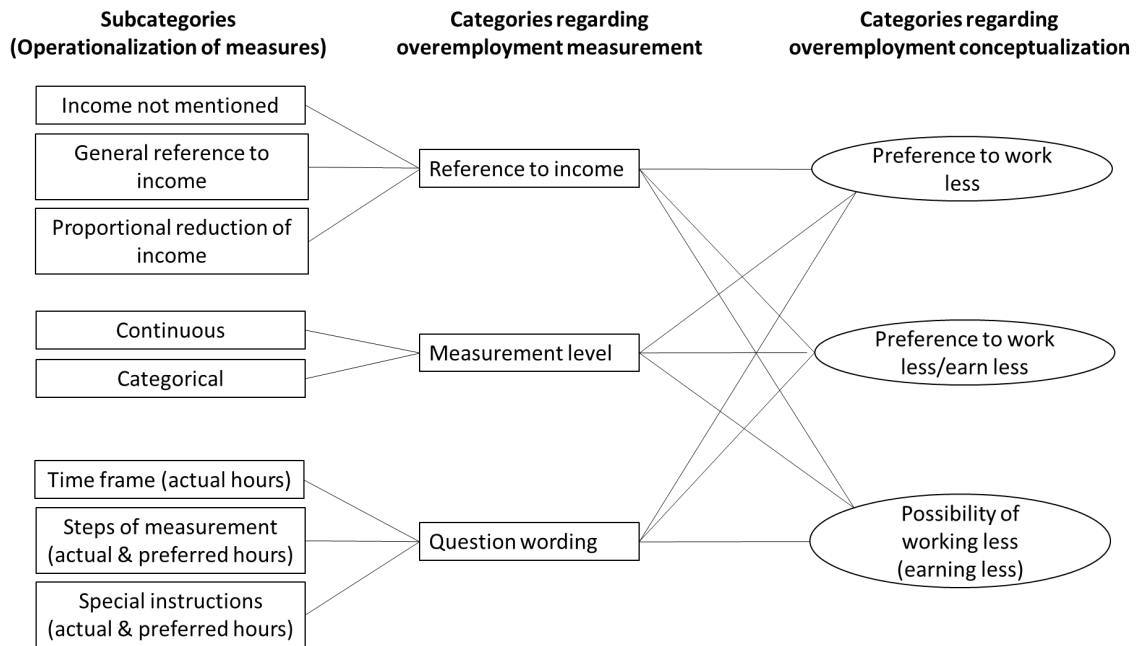 Subcategories
(Operationalization of measures)
Categories regarding
overemployment measurement
Categories regarding
overemployment conceptualization
Income not mentioned
General reference to
income
Proportional reduction of
income
Continuous
Categorical
Time frame (actual hours)
Steps of measurement
(actual & preferred hours)
Special instructions
(actual & preferred hours)
Reference to income
Measurement level
Question wording
Preference to work
less
Preference to work
less/earn less
Possibility of
working less
(earning less)